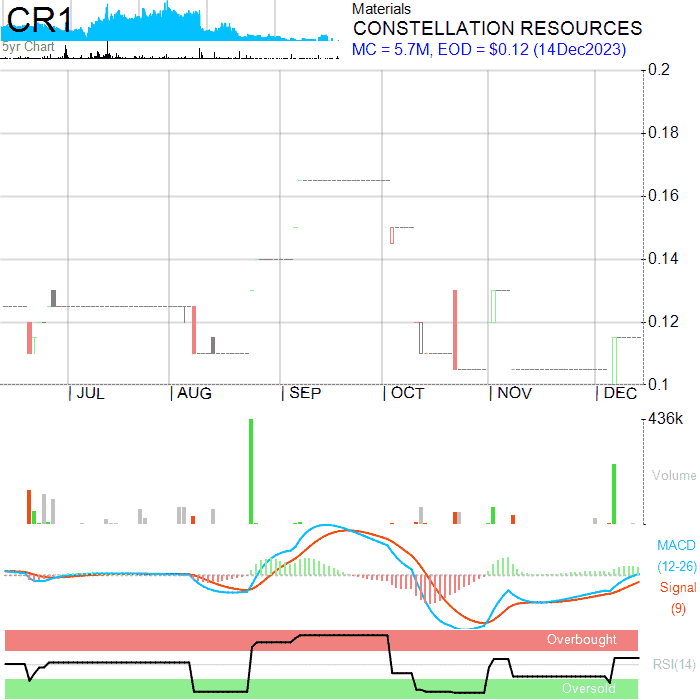 CR1
5yr Chart
Materials
CONSTELLATION RESOURCES
MC = 5.7M, EOD = $0.12 (14Dec2023)
0.2
0.18
0.16
0.14
0.12
0.1
JUL AUG SEP OCT NOV DEC
436k
Volume
MACD
(12-26)
Signal
(9)
Overbought
RSI(14)
Oversold